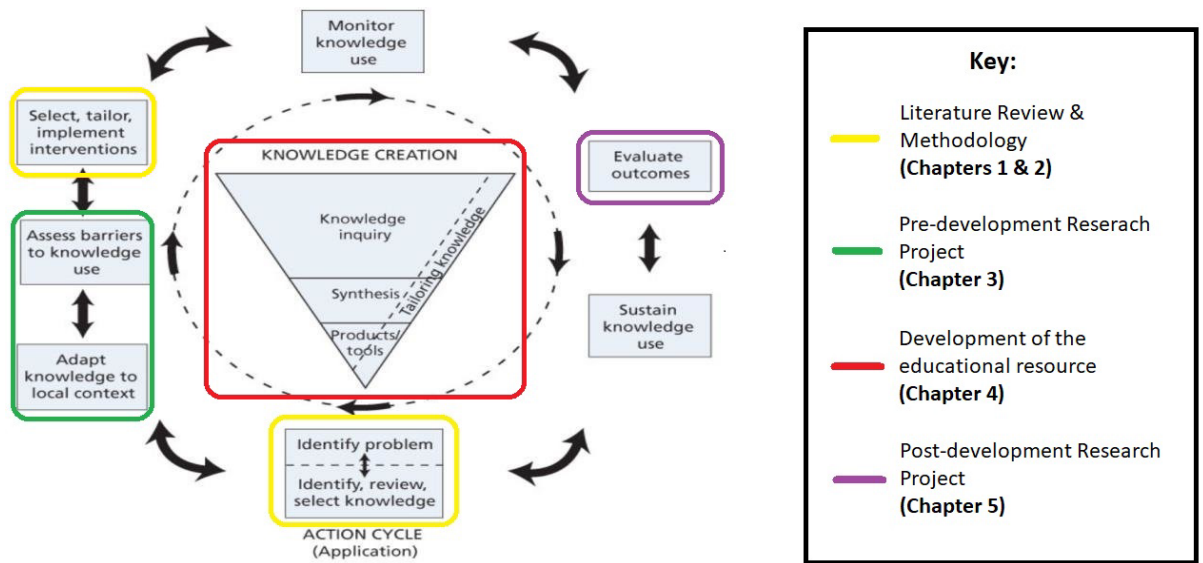 Monitor
knowledge
use
Select, tailor,
implement
interventions
KNOWLEDGE CREATION
Evaluate
outcomes
Knowledge
inquiry
Tailoring knowledge
Assess barriers
to knowledge
use
Synthesis
Products/
tools
Sustain
knowledge
use
Adapt
knowledge to
local context
Identify problem
Identify, review,
select knowledge
ACTION CYCLE
(Application)
Key:
Literature Review &
Methodology
(Chapters 1 & 2)
Pre-development Reserach
Project
(Chapter 3)
Development of the
educational resource
(Chapter 4)
Post-development Research
Project
(Chapter 5)